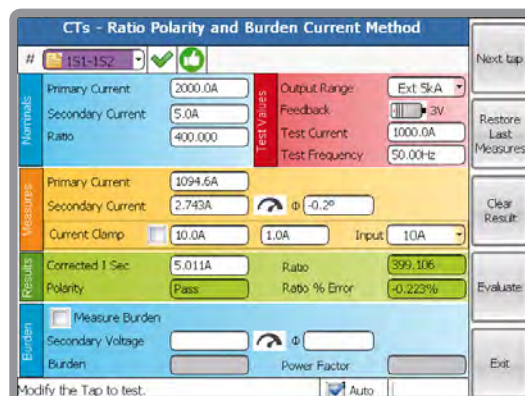 CTs - Ratio Polarity and Burden Current Method
# 1S1-1S2
Next tap
Nominals
Primary Current 2000.0A
Secondary Current 5.0A
Ratio 400.000
Test Values
Output Range Ext 5kA
Feedback 3V
Test Current 1000.0A
Test Frequency 50.00Hz
Restore
Last
Measures
Measures
Primary Current 1094.6A
Secondary Current 2.743A Φ -0.2º
Current Clamp 10.0A 1.0A Input 10A
Clear
Result
Results
Corrected I Sec 5.011A Ratio 399.106
Polarity Pass Ratio % Error -0.223%
Evaluate
Burden
Measure Burden
Secondary Voltage Φ
Burden Power Factor
Exit
Modify the Tap to test. Auto